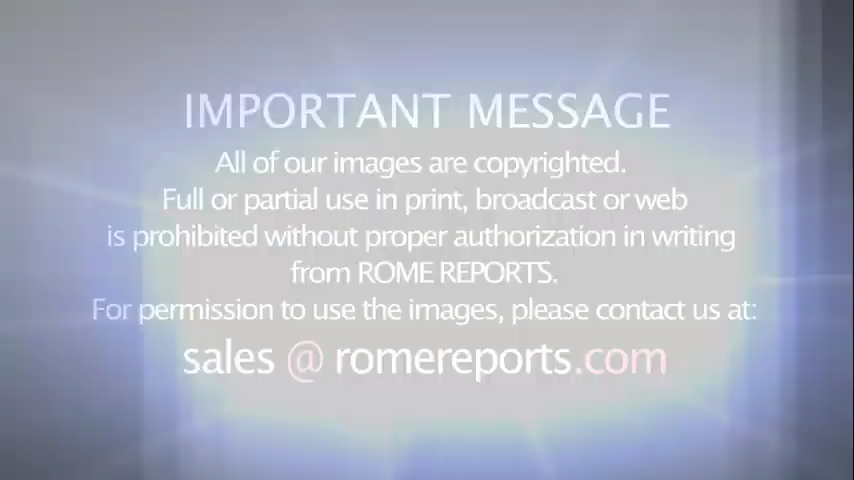 IMPORTANT MESSAGE
All of our images are copyrighted.
Full or partial use in print, broadcast or web
is prohibited without proper authorization in writing
from ROME REPORTS.
For permission to use the images, please contact us at:
sales @ romereports.com